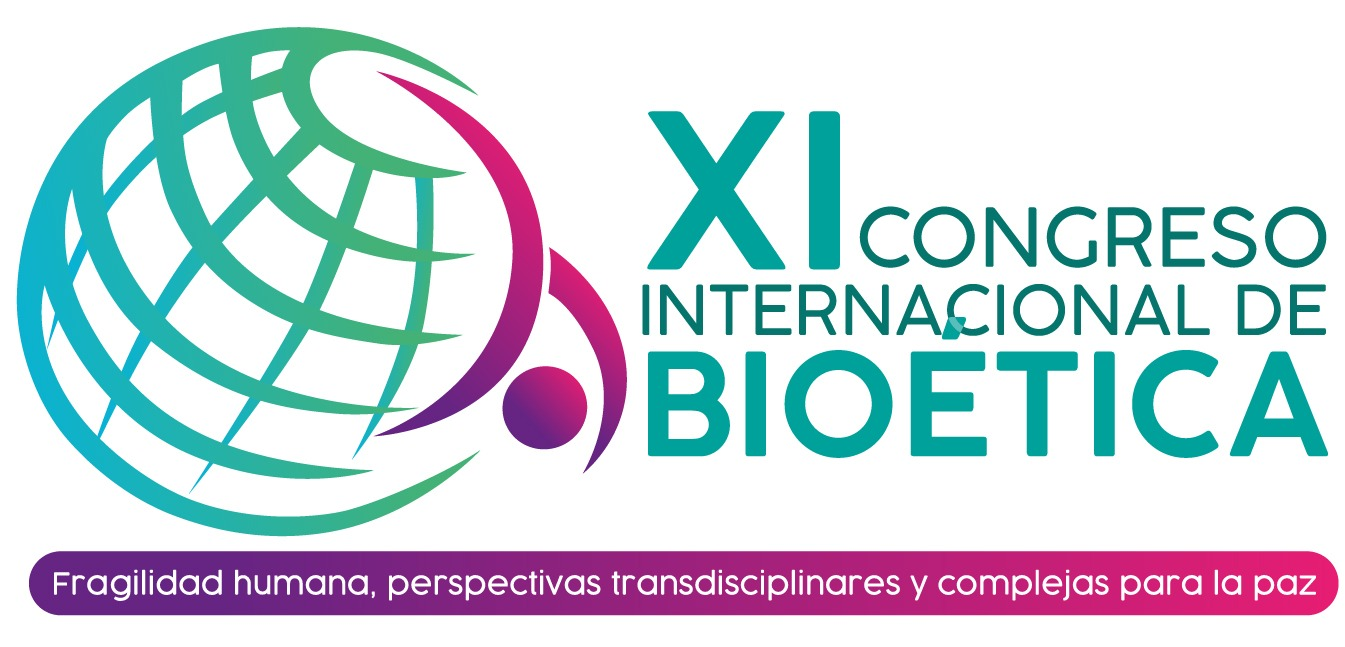 XI CONGRESO
INTERNACIONAL DE
BIOÉTICA
Fragilidad humana, perspectivas transdisciplinares y complejas para la paz